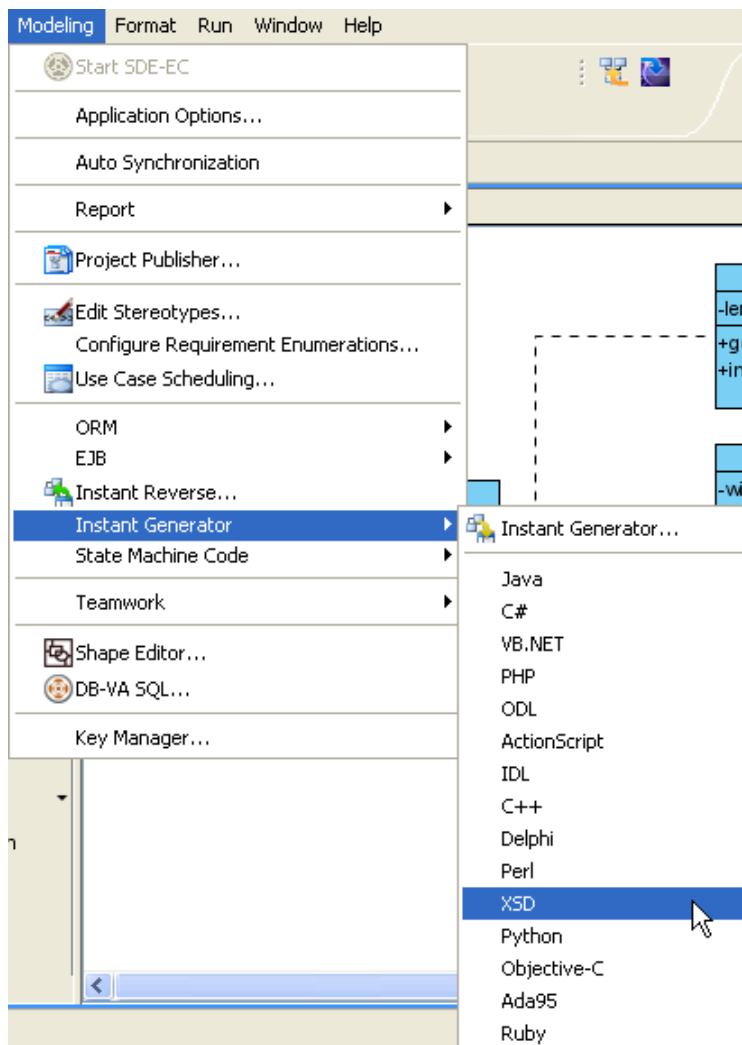 Modeling Format Run Window Help
Start SDE-EC
Application Options...
Auto Synchronization
Report
Project Publisher...
Edit Stereotypes...
Configure Requirement Enumerations...
Use Case Scheduling...
ORM
EJB
Instant Reverse...
Instant Generator
State Machine Code
Teamwork
Shape Editor...
DB-VA SQL...
Key Manager...
Instant Generator...
Java
C#
VB.NET
PHP
ODL
ActionScript
IDL
C++
Delphi
Perl
XSD
Python
Objective-C
Ada95
Ruby